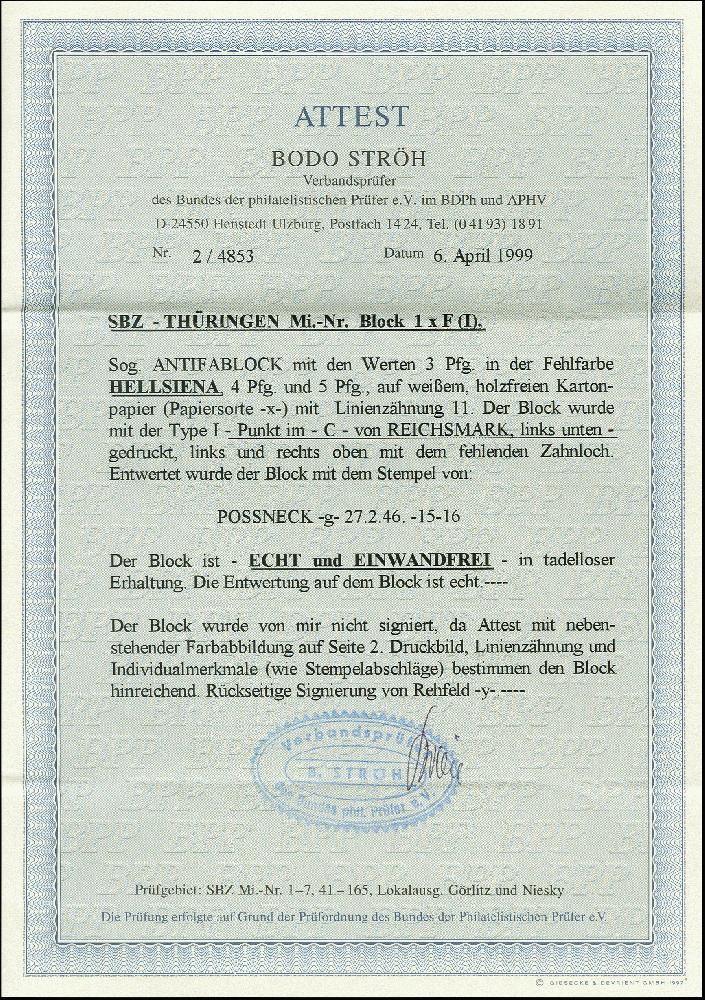 ATTEST
BODO STRÖH
Verbandsprüfer
des Bundes der philatelistischen Prüfer e.V. im BDPh und APHV
D-24550 Henstedt Ulzburg, Postfach 14 24, Tel. (0 41 93) 18 91
Nr. 2 / 4853 Datum 6. April 1999
SBZ - THÜRINGEN Mi.-Nr. Block 1 x F (I).
Sog. ANTIFABLOCK mit den Werten 3 Pfg. in der Fehlfarbe
HELLSIENA, 4 Pfg. und 5 Pfg., auf weißem, holzfreien Karton-
papier (Papiersorte -x-) mit Linienzähnung 11. Der Block wurde
mit der Type I - Punkt im - C - von REICHSMARK, links unten -
gedruckt, links und rechts oben mit dem fehlenden Zahnloch.
Entwertet wurde der Block mit dem Stempel von:
POSSNECK -g- 27.2.46. -15-16
Der Block ist - ECHT und EINWANDFREI - in tadelloser
Erhaltung. Die Entwertung auf dem Block ist echt.----
Der Block wurde von mir nicht signiert, da Attest mit neben-
stehender Farbabbildung auf Seite 2. Druckbild, Linienzähnung und
Individualmerkmale (wie Stempelabschläge) bestimmen den Block
hinreichend. Rückseitige Signierung von Rehfeld -y- ----
Verbandsprüfer
B. STRÖH
des Bundes phil. Prüfer e.V.
Prüfgebiet: SBZ Mi.-Nr. 1–7, 41–165, Lokalausg. Görlitz und Niesky
Die Prüfung erfolgte auf Grund der Prüfordnung des Bundes der Philatelistischen Prüfer e.V.
© GIESECKE & DEVRIENT GMBH 1997